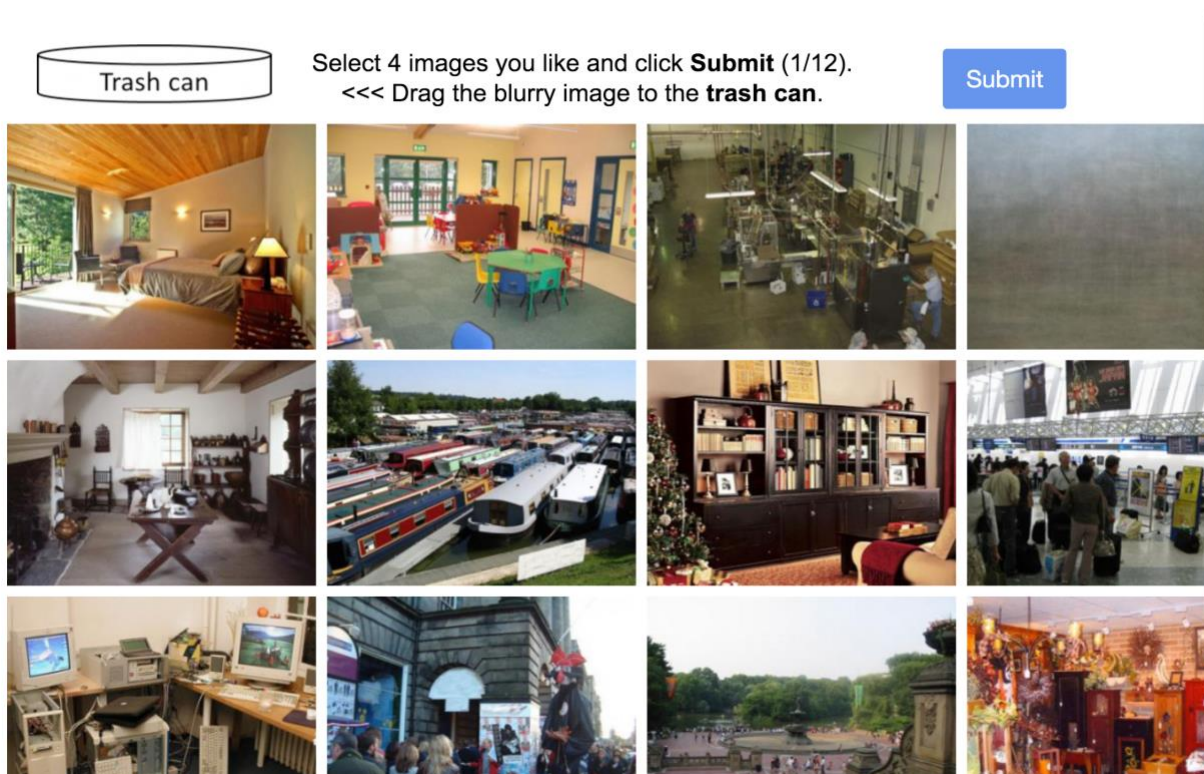 Trash can
Select 4 images you like and click Submit (1/12).
<<< Drag the blurry image to the trash can.
Submit